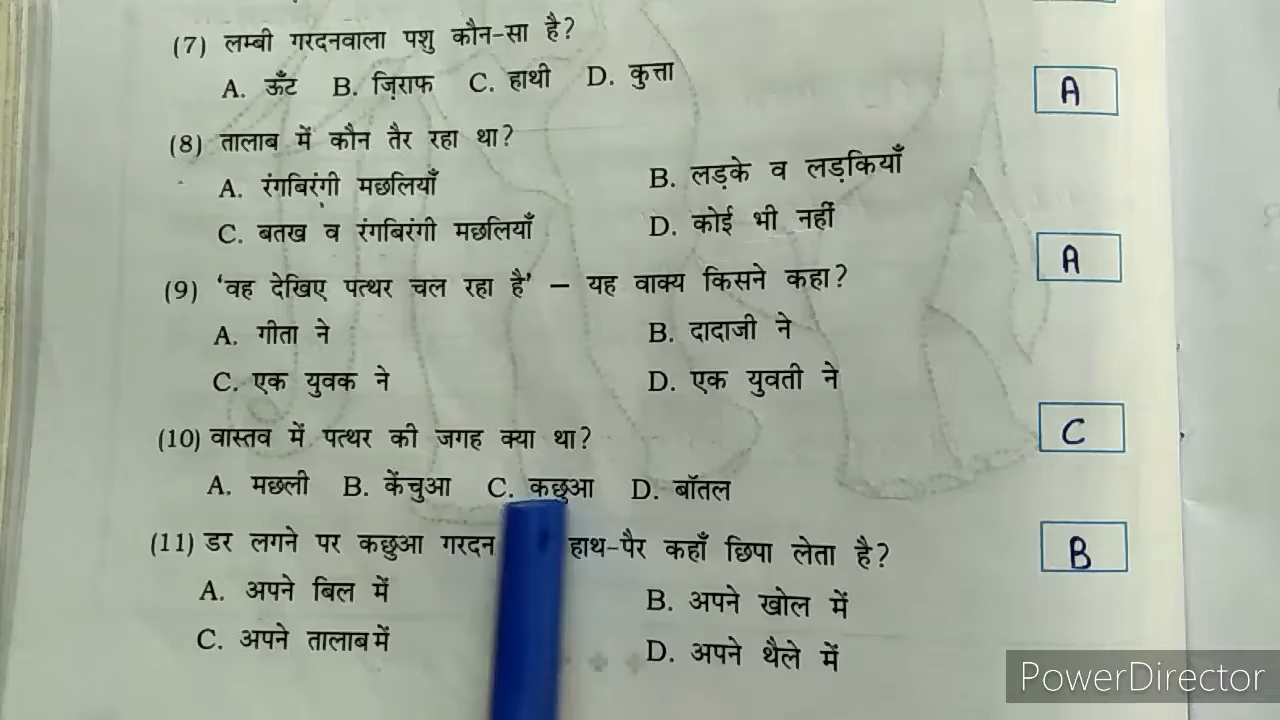 (7) लम्बी गरदनवाला पशु कौन-सा है?
A. ऊँट B. ज़िराफ C. हाथी D. कुत्ता
A
(8) तालाब में कौन तैर रहा था?
A. रंगबिरंगी मछलियाँ B. लड़के व लड़कियाँ
C. बतख व रंगबिरंगी मछलियाँ D. कोई भी नहीं
A
(9) 'वह देखिए पत्थर चल रहा है' – यह वाक्य किसने कहा?
A. गीता ने B. दादाजी ने
C. एक युवक ने D. एक युवती ने
(10) वास्तव में पत्थर की जगह क्या था?
C
A. मछली B. केंचुआ C. कछुआ D. बॉतल
(11) डर लगने पर कछुआ गरदन हाथ-पैर कहाँ छिपा लेता है?
B
A. अपने बिल में B. अपने खोल में
C. अपने तालाब में D. अपने थैले में
PowerDirector